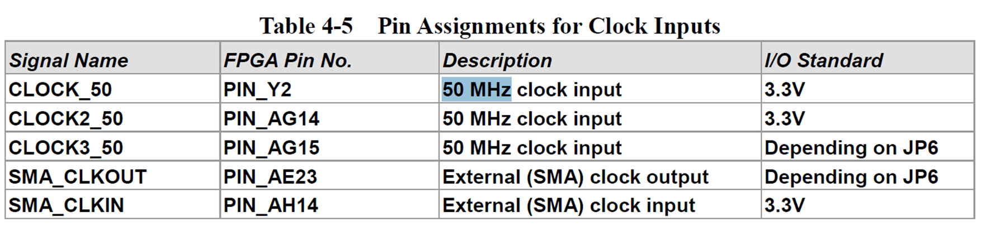 Table 4-5 Pin Assignments for Clock Inputs
Signal Name FPGA Pin No. Description I/O Standard
CLOCK_50 PIN_Y2 50 MHz clock input 3.3V
CLOCK2_50 PIN_AG14 50 MHz clock input 3.3V
CLOCK3_50 PIN_AG15 50 MHz clock input Depending on JP6
SMA_CLKOUT PIN_AE23 External (SMA) clock output Depending on JP6
SMA_CLKIN PIN_AH14 External (SMA) clock input 3.3V